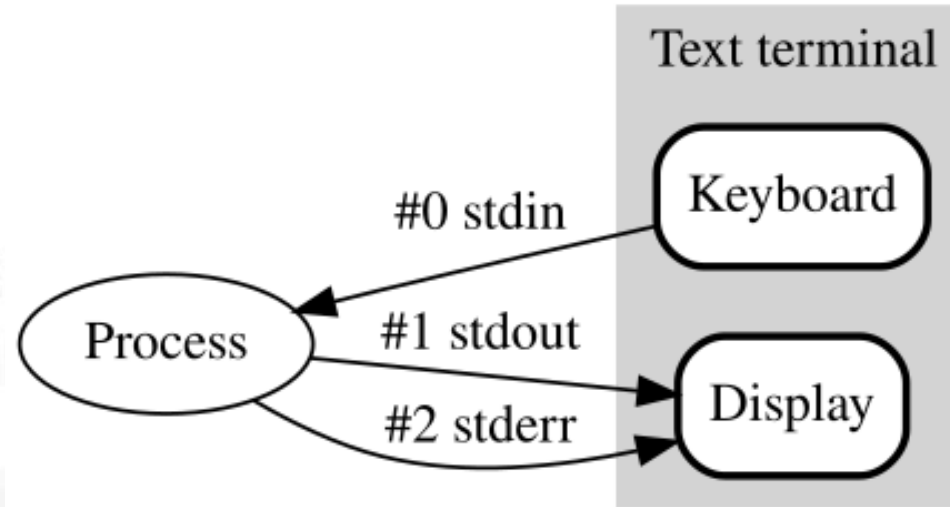 Text terminal
Keyboard
#0 stdin
Process
#1 stdout
Display
#2 stderr